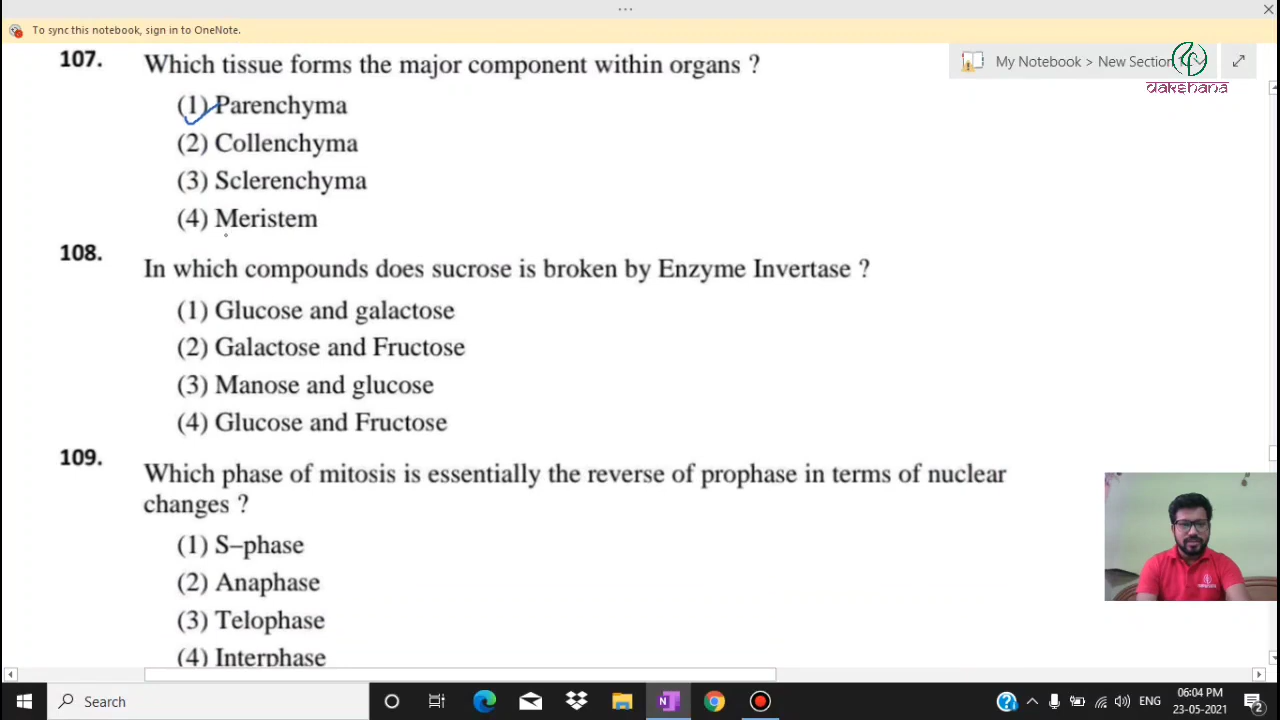 To sync this notebook, sign in to OneNote.
107. Which tissue forms the major component within organs ?
My Notebook > New Section 1
(1) Parenchyma
(2) Collenchyma
(3) Sclerenchyma
(4) Meristem
108. In which compounds does sucrose is broken by Enzyme Invertase ?
(1) Glucose and galactose
(2) Galactose and Fructose
(3) Manose and glucose
(4) Glucose and Fructose
109. Which phase of mitosis is essentially the reverse of prophase in terms of nuclear
changes ?
(1) S–phase
(2) Anaphase
(3) Telophase
(4) Interphase
dakshana
Search
ENG
06:04 PM
23-05-2021
2